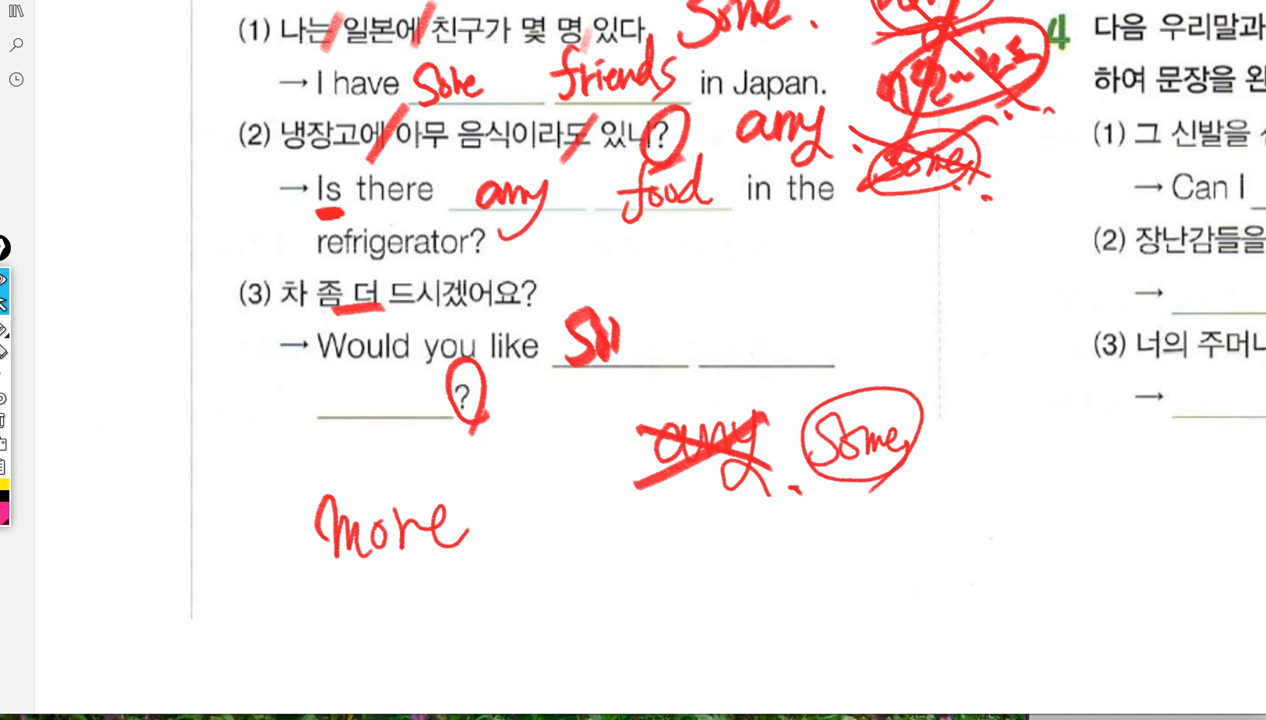 (1) 나는 일본에 친구가 몇 명 있다.
some.
→ I have some friends in Japan.
(2) 냉장고에 아무 음식이라도 있니?
any.
→ Is there any food in the
some.
refrigerator?
(3) 차 좀 더 드시겠어요?
→ Would you like so
?
any. some.
more
4 다음 우리말과
하여 문장을 완
(1) 그 신발을
→ Can I
(2) 장난감들을
→
(3) 너의 주머니
→